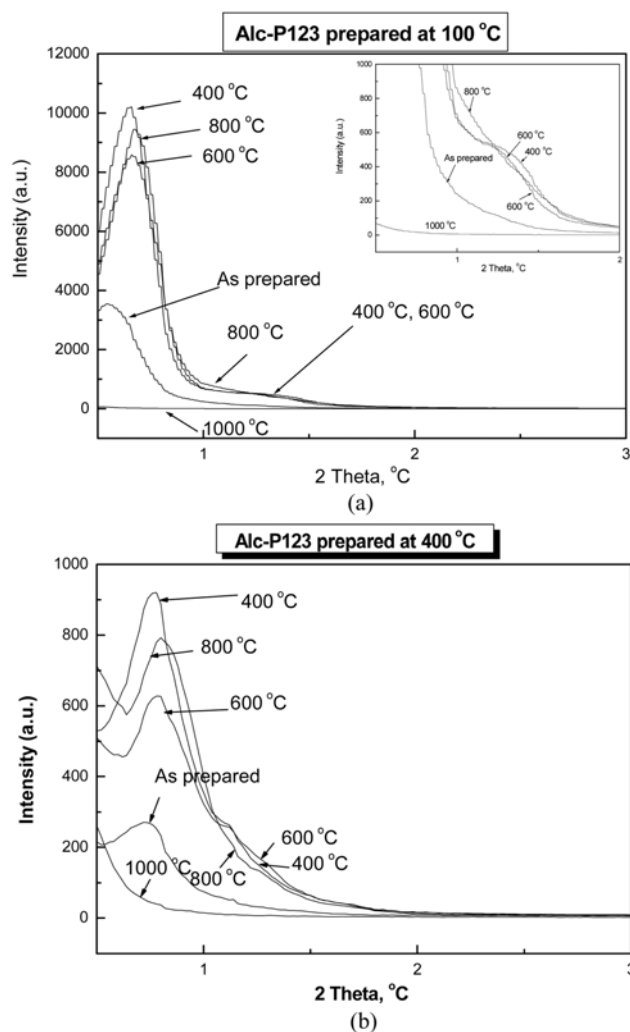 (a)
Alc-P123 prepared at 100 °C
12000
10000
8000
6000
4000
2000
0
Intensity (a.u.)
400 °C
800 °C
600 °C
As prepared
800 °C
400 °C, 600 °C
1000 °C
1
2
3
2 Theta, °C
1000
800
600
400
200
0
Intensity (a.u.)
800 °C
600 °C
400 °C
As prepared
600 °C
1000 °C
1
2
2 Theta, °C
(a)
Alc-P123 prepared at 400 °C
1000
800
600
400
200
0
Intensity (a.u.)
400 °C
800 °C
600 °C
As prepared
1000 °C
800 °C
600 °C
400 °C
1
2
3
2 Theta, °C
(b)